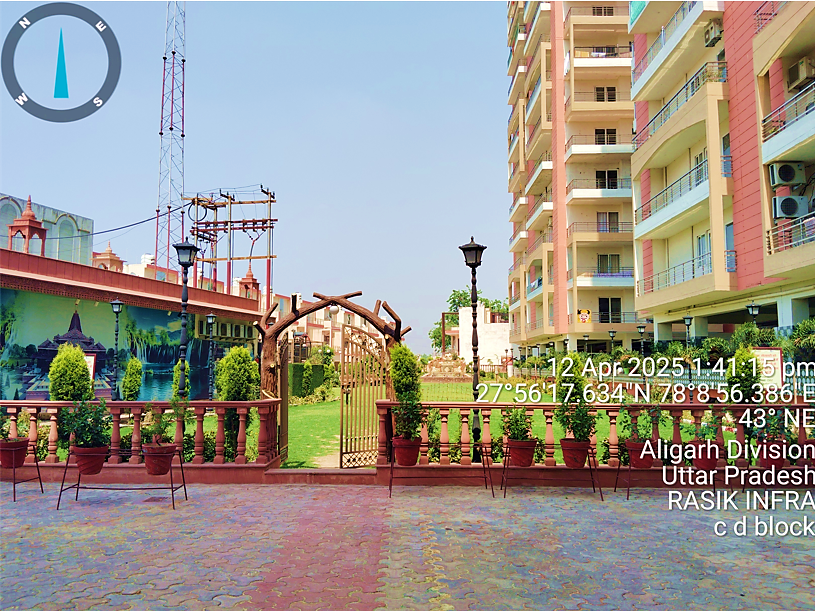 N
E
W
S
12 Apr 2025 1:41:15 pm
27°56'17.634"N 78°8'56.386"E
43° NE
Aligarh Division
Uttar Pradesh
RASIK INFRA
c d block